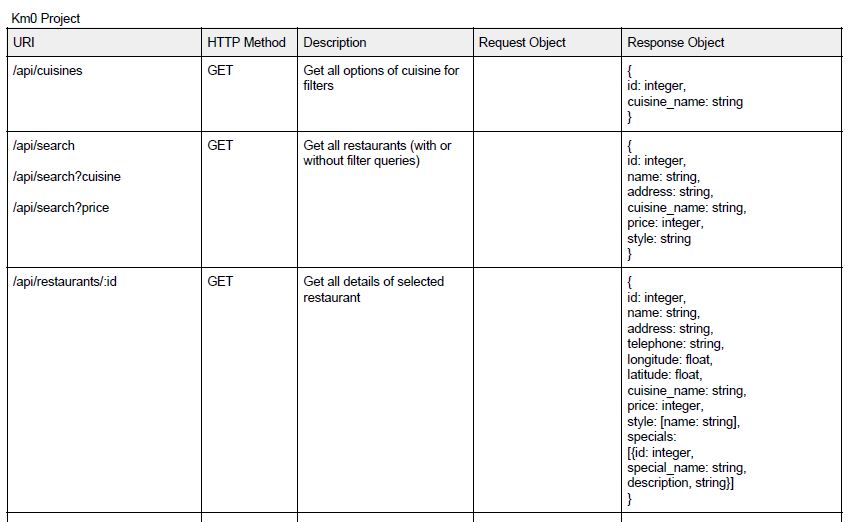 Km0 Project
URI HTTP Method Description Request Object Response Object
/api/cuisines GET Get all options of cuisine for
filters
{
id: integer,
cuisine_name: string
}
/api/search
/api/search?cuisine
/api/search?price
GET
Get all restaurants (with or
without filter queries)
{
id: integer,
name: string,
address: string,
cuisine_name: string,
price: integer,
style: string
}
/api/restaurants/:id
GET
Get all details of selected
restaurant
{
id: integer,
name: string,
address: string,
telephone: string,
longitude: float,
latitude: float,
cuisine_name: string,
price: integer,
style: [name: string],
specials:
[{id: integer,
special_name: string,
description, string}]
}